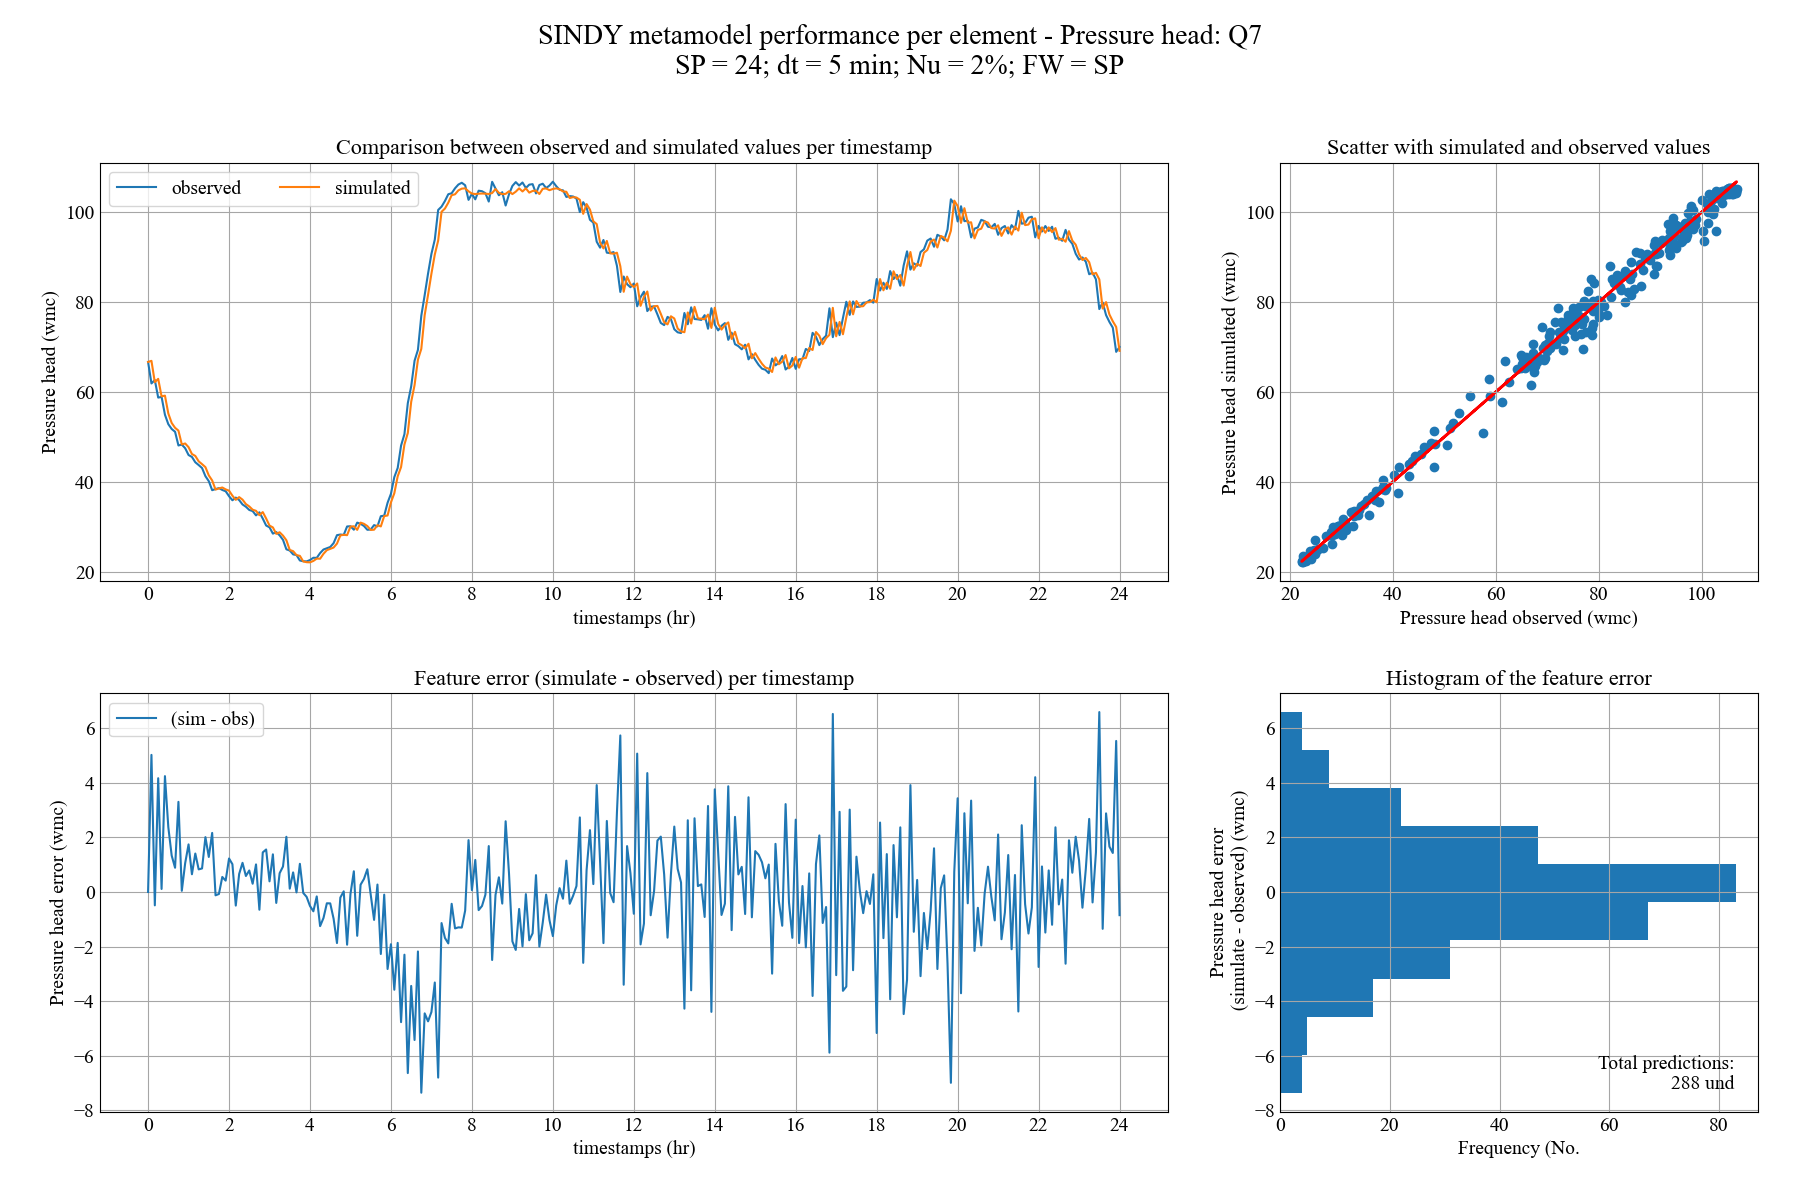 SINDY metamodel performance per element - Pressure head: Q7
SP = 24; dt = 5 min; Nu = 2%; FW = SP
Comparison between observed and simulated values per timestamp
observed simulated
Pressure head (wmc)
100
80
60
40
20
0 2 4 6 8 10 12 14 16 18 20 22 24
timestamps (hr)
Scatter with simulated and observed values
Pressure head simulated (wmc)
100
80
60
40
20
20 40 60 80 100
Pressure head observed (wmc)
Feature error (simulate - observed) per timestamp
(sim - obs)
Pressure head error (wmc)
6
4
2
0
−2
−4
−6
−8
0 2 4 6 8 10 12 14 16 18 20 22 24
timestamps (hr)
Histogram of the feature error
Pressure head error
(simulate - observed) (wmc)
6
4
2
0
−2
−4
−6
−8
Total predictions:
288 und
0 20 40 60 80
Frequency (No.